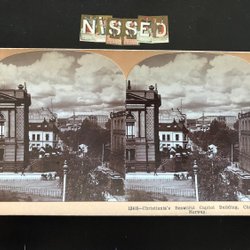 NISSED
—Christiania's Beautiful Capitol Building,
Norway.